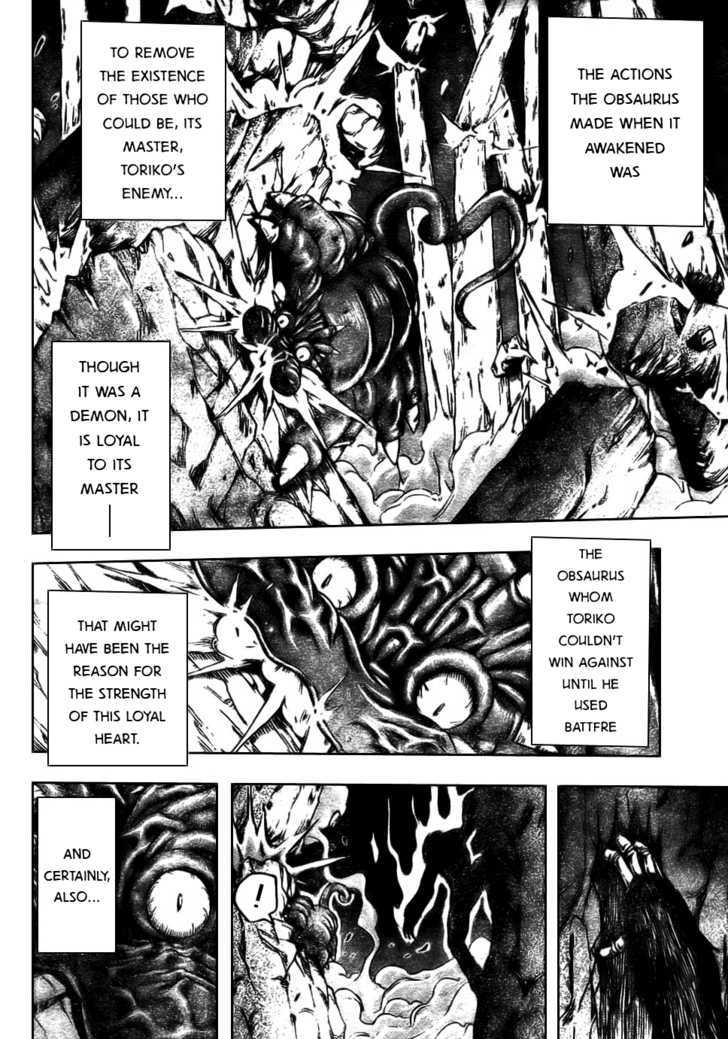 THE ACTIONS
THE OBSAURUS
MADE WHEN IT
AWAKENED
WAS
TO REMOVE
THE EXISTENCE
OF THOSE WHO
COULD BE, ITS
MASTER,
TORIKO'S
ENEMY...
THOUGH
IT WAS A
DEMON, IT
IS LOYAL
TO ITS
MASTER
—
THE
OBSAURUS
WHOM
TORIKO
COULDN'T
WIN AGAINST
UNTIL HE
USED
BATTFRE
THAT MIGHT
HAVE BEEN THE
REASON FOR
THE STRENGTH
OF THIS LOYAL
HEART.
AND
CERTAINLY,
ALSO...
!